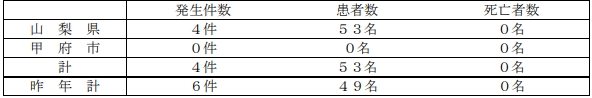 発生件数 患者数 死亡者数
山 梨 県 ４件 ５３名 ０名
甲 府 市 ０件 ０名 ０名
計 ４件 ５３名 ０名
昨 年 計 ６件 ４９名 ０名